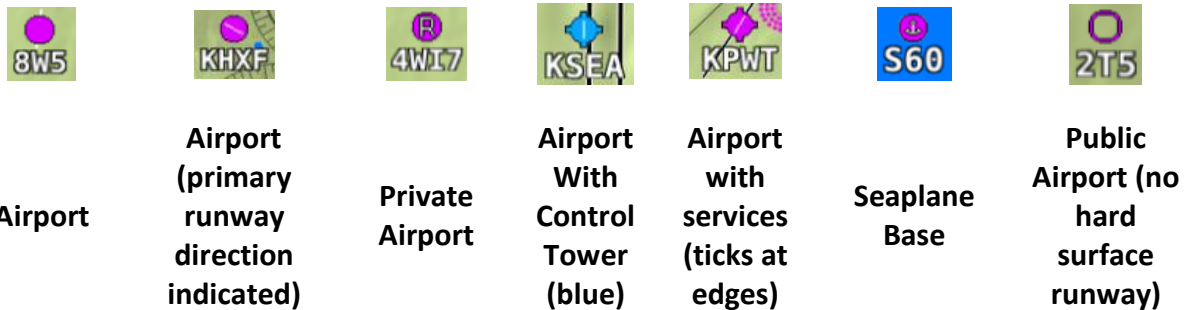 8W5
KHXF
R
4WI7
KSEA
KPWT
S60
2T5
Airport
Airport
(primary
runway
direction
indicated)
Private
Airport
Airport
With
Control
Tower
(blue)
Airport
with
services
(ticks at
edges)
Seaplane
Base
Public
Airport (no
hard
surface
runway)